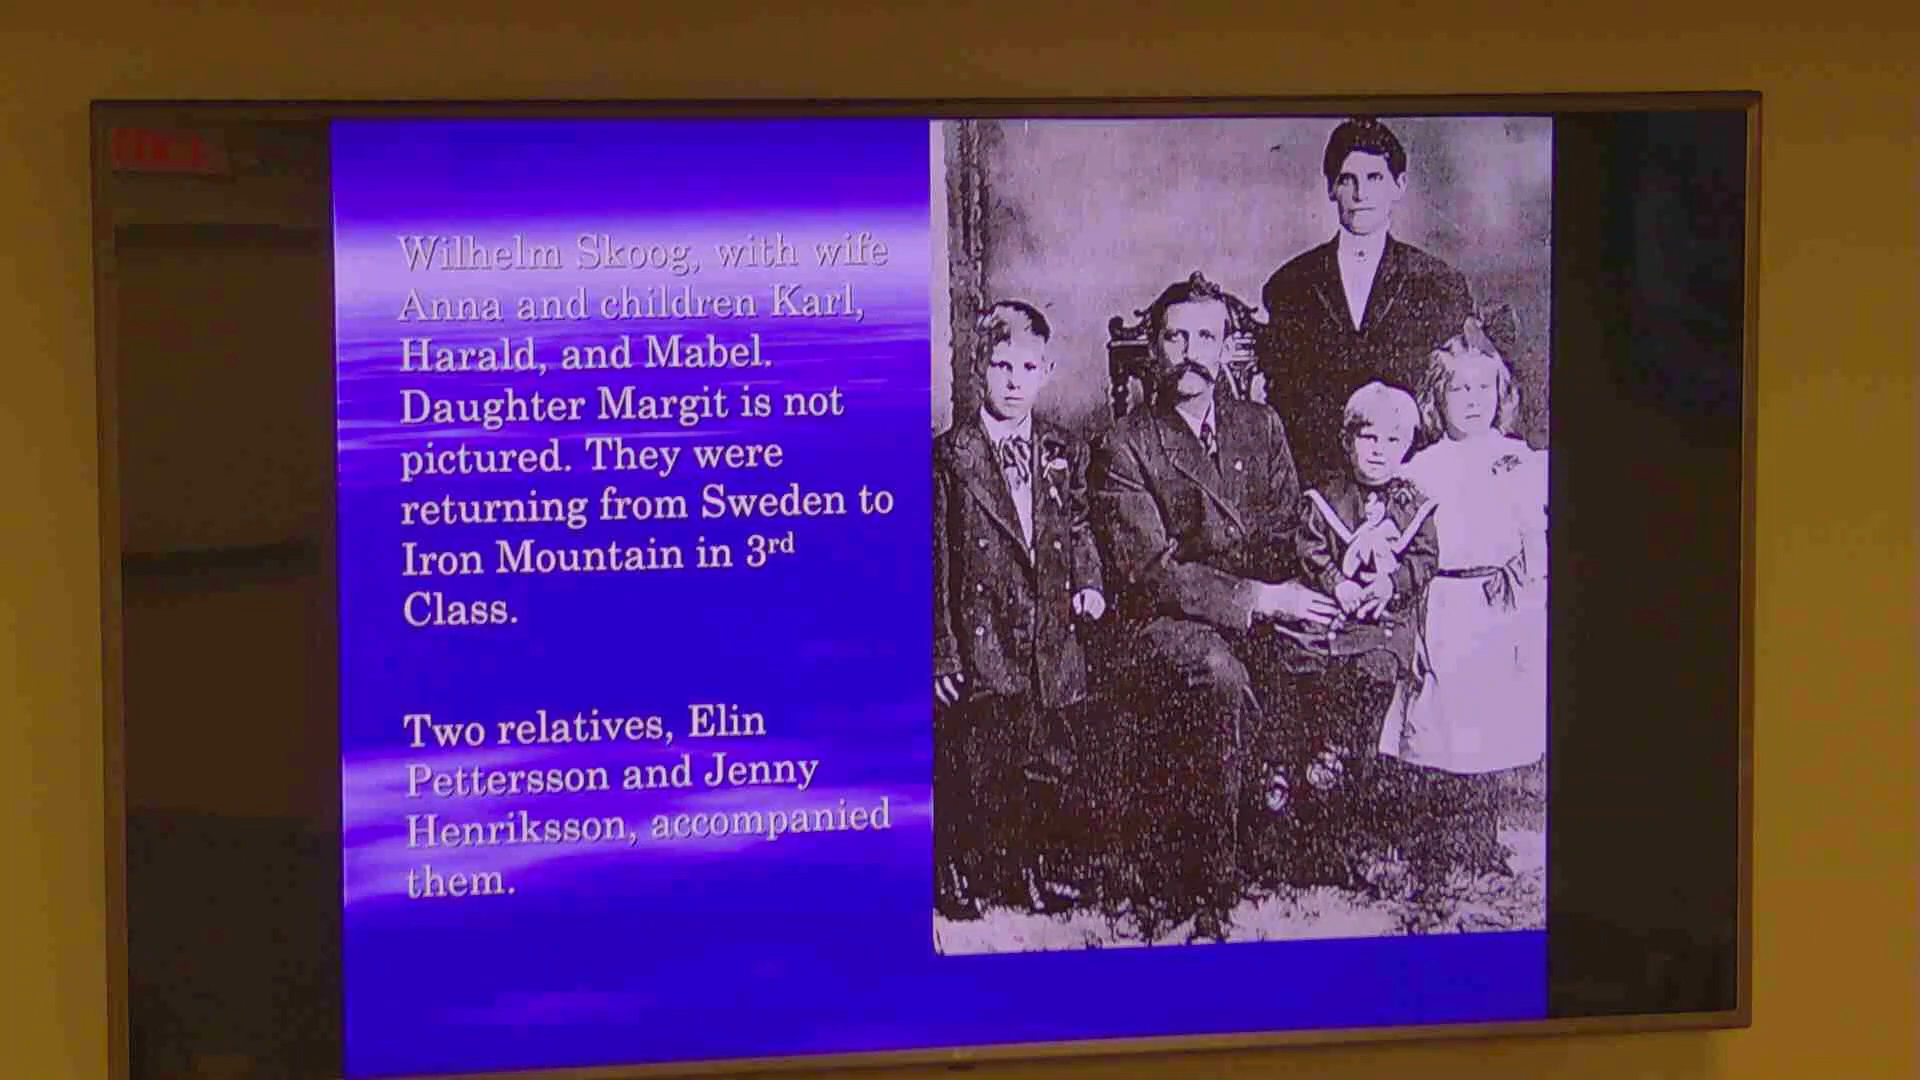 Wilhelm Skoog, with wife
Anna and children Karl,
Harald, and Mabel.
Daughter Margit is not
pictured. They were
returning from Sweden to
Iron Mountain in 3rd
Class.
Two relatives, Elin
Pettersson and Jenny
Henriksson, accompanied
them.